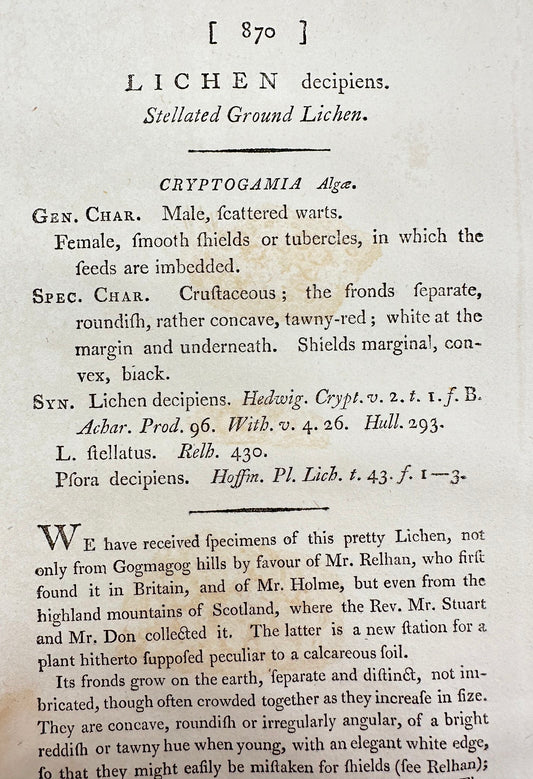 [ 870 ]
LICHEN decipiens.
Stellated Ground Lichen.
CRYPTOGAMIA Algæ.
GEN. CHAR. Male, ſcattered warts.
Female, ſmooth ſhields or tubercles, in which the
ſeeds are imbedded.
SPEC. CHAR. Cruſtaceous; the fronds ſeparate,
roundiſh, rather concave, tawny-red; white at the
margin and underneath. Shields marginal, con-
vex, black.
SYN. Lichen decipiens. Hedwig. Crypt. v. 2. t. 1. f. B.
Achar. Prod. 96. With. v. 4. 26. Hull. 293.
L. ſtellatus. Relh. 430.
Pſora decipiens. Hoffm. Pl. Lich. t. 43. f. 1—3.
WE have received ſpecimens of this pretty Lichen, not
only from Gogmagog hills by favour of Mr. Relhan, who firſt
found it in Britain, and of Mr. Holme, but even from the
highland mountains of Scotland, where the Rev. Mr. Stuart
and Mr. Don collected it. The latter is a new ſtation for a
plant hitherto ſuppoſed peculiar to a calcareous ſoil.
Its fronds grow on the earth, ſeparate and diſtinct, not im-
bricated, though often crowded together as they increaſe in ſize.
They are concave, roundiſh or irregularly angular, of a bright
reddiſh or tawny hue when young, with an elegant white edge,
ſo that they might eaſily be miſtaken for ſhields (ſee Relhan);